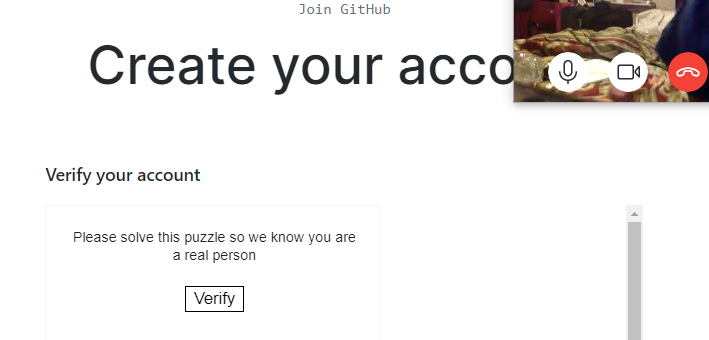 Join GitHub
Create your acco
Verify your account
Please solve this puzzle so we know you are
a real person
Verify